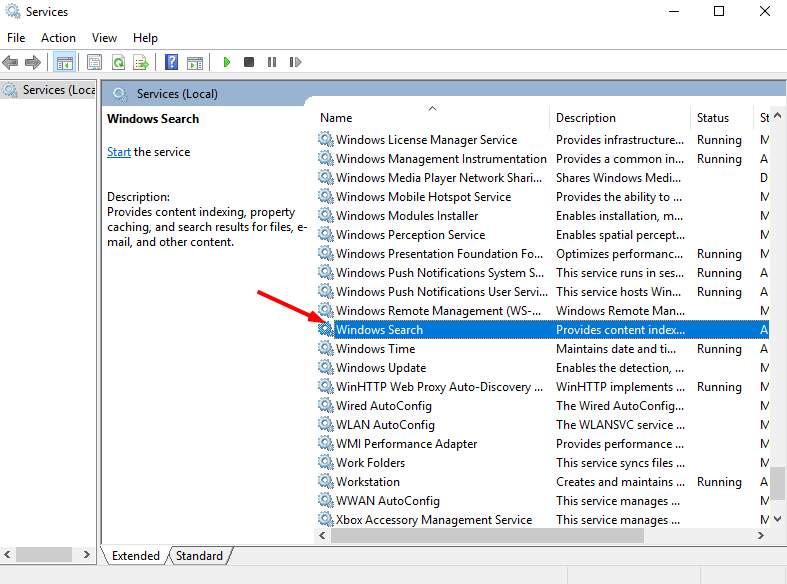 Services
File Action View Help
Services (Loca
Services (Local)
Windows Search
Start the service
Description:
Provides content indexing, property
caching, and search results for files, e-
mail, and other content.
Name Description Status St
Windows License Manager Service Provides infrastructure... Running M
Windows Management Instrumentation Provides a common in... Running A
Windows Media Player Network Shari... Shares Windows Medi... D
Windows Mobile Hotspot Service Provides the ability to ... M
Windows Modules Installer Enables installation, m... M
Windows Perception Service Enables spatial percept... M
Windows Presentation Foundation Fo... Optimizes performanc... Running M
Windows Push Notifications System S... This service runs in ses... Running A
Windows Push Notifications User Servi... This service hosts Win... Running A
Windows Remote Management (WS-... Windows Remote Man... M
Windows Search Provides content index... A
Windows Time Maintains date and ti... Running M
Windows Update Enables the detection, ... M
WinHTTP Web Proxy Auto-Discovery ... WinHTTP implements ... Running M
Wired AutoConfig The Wired AutoConfig... M
WLAN AutoConfig The WLANSVC service ... M
WMI Performance Adapter Provides performance ... M
Work Folders This service syncs files ... M
Workstation Creates and maintains ... Running A
WWAN AutoConfig This service manages ... M
Xbox Accessory Management Service This service manages ... M
Extended Standard